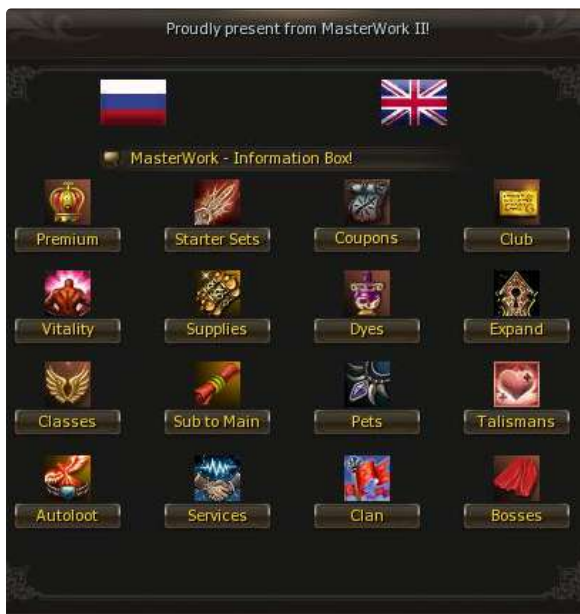 Proudly present from MasterWork II!
MasterWork - Information Box!
Premium Starter Sets Coupons Club
Vitality Supplies Dyes Expand
Classes Sub to Main Pets Talismans
Autoloot Services Clan Bosses